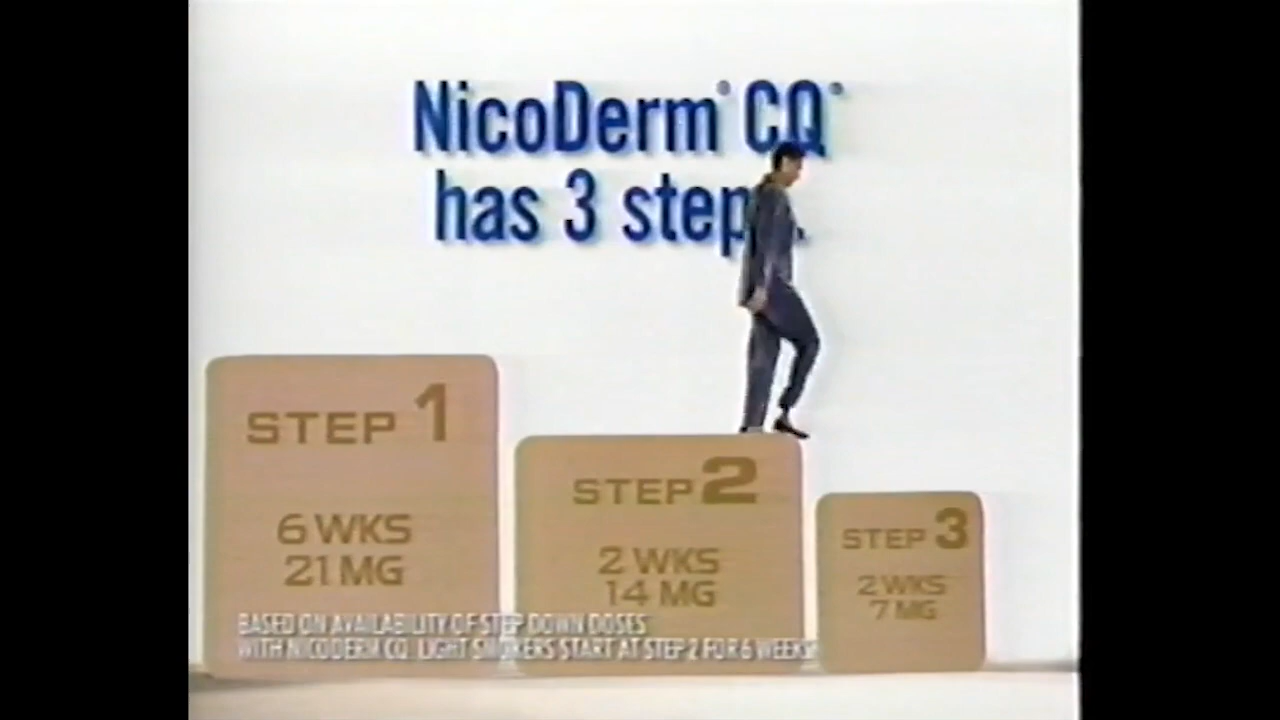 NicoDerm® CQ®
has 3 step
STEP 1
6 WKS
21 MG
STEP 2
2 WKS
14 MG
STEP 3
2 WKS
7 MG
BASED ON AVAILABILITY OF STEP DOWN DOSES
WITH NICODERM CQ. LIGHT SMOKERS START AT STEP 2 FOR 6 WEEKS